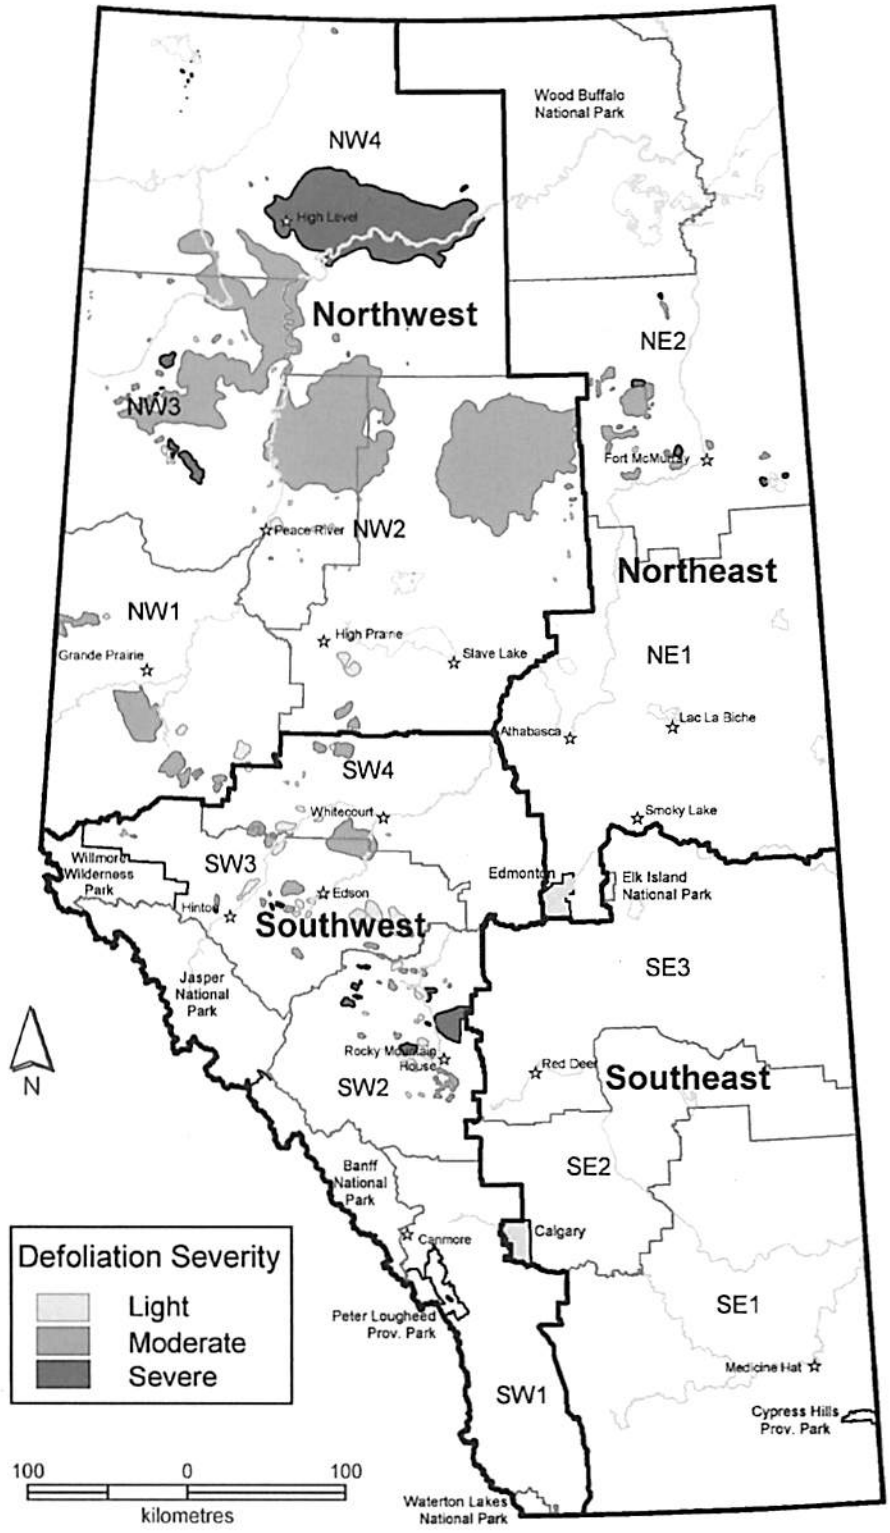 Wood Buffalo
National Park
NW4
High Level
Northwest
NE2
NW3
Fort McMurray
Peace River
NW2
Northeast
NW1
High Prairie
Grande Prairie
Slave Lake
NE1
Athabasca
Lac La Biche
SW4
Whitecourt
Smoky Lake
Willmore
Wilderness
Park
SW3
Edmonton
Elk Island
National Park
Hinton
Edson
Southwest
SE3
Jasper
National
Park
N
Rocky Mountain
House
Red Deer
Southeast
SW2
SE2
Banff
National
Park
Canmore
Calgary
Peter Lougheed
Prov. Park
SE1
Medicine Hat
SW1
Cypress Hills
Prov. Park
Waterton Lakes
National Park
Defoliation Severity
Light
Moderate
Severe
100 0 100
kilometres